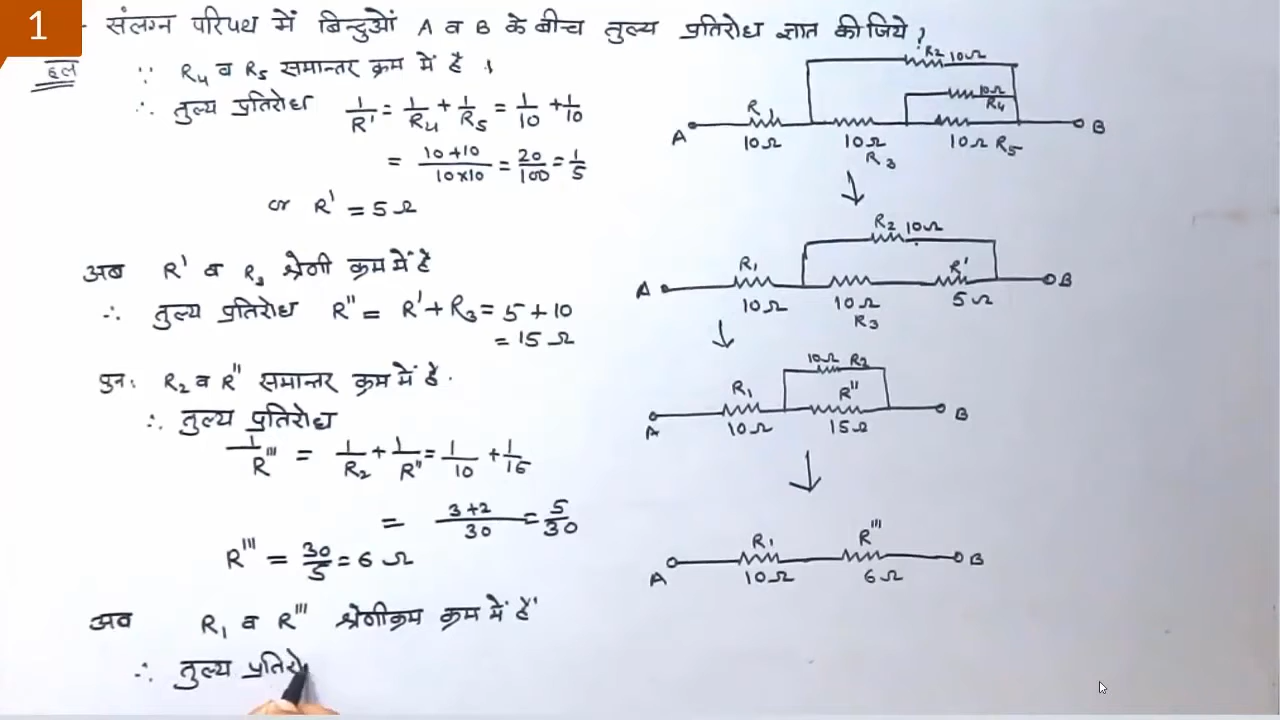 1
संलग्न परिपथ में बिन्दुओं A व B के बीच तुल्य प्रतिरोध ज्ञात कीजिये ?
हल ∵ R4 व R5 समान्तर क्रम में है ।
∴ तुल्य प्रतिरोध 1/R' = 1/R4 + 1/R5 = 1/10 + 1/10
= 10+10/10×10 = 20/100 = 1/5
or R' = 5 Ω
अब R' व R3 श्रेणी क्रम में है
∴ तुल्य प्रतिरोध R'' = R' + R3 = 5 + 10
= 15 Ω
पुनः R2 व R'' समान्तर क्रम में है .
∴ तुल्य प्रतिरोध
1/R''' = 1/R2 + 1/R'' = 1/10 + 1/15
= 3+2/30 = 5/30
R''' = 30/5 = 6 Ω
अब R1 व R''' श्रेणीक्रम क्रम में है
∴ तुल्य प्रतिरो
R2 10Ω
10Ω
R4
A R1 B
10Ω 10Ω 10Ω R5
R3
R2 10Ω
A R1 R' B
10Ω 10Ω 5Ω
R3
10Ω R2
R1 R''
A B
10Ω 15Ω
R1 R'''
A B
10Ω 6Ω